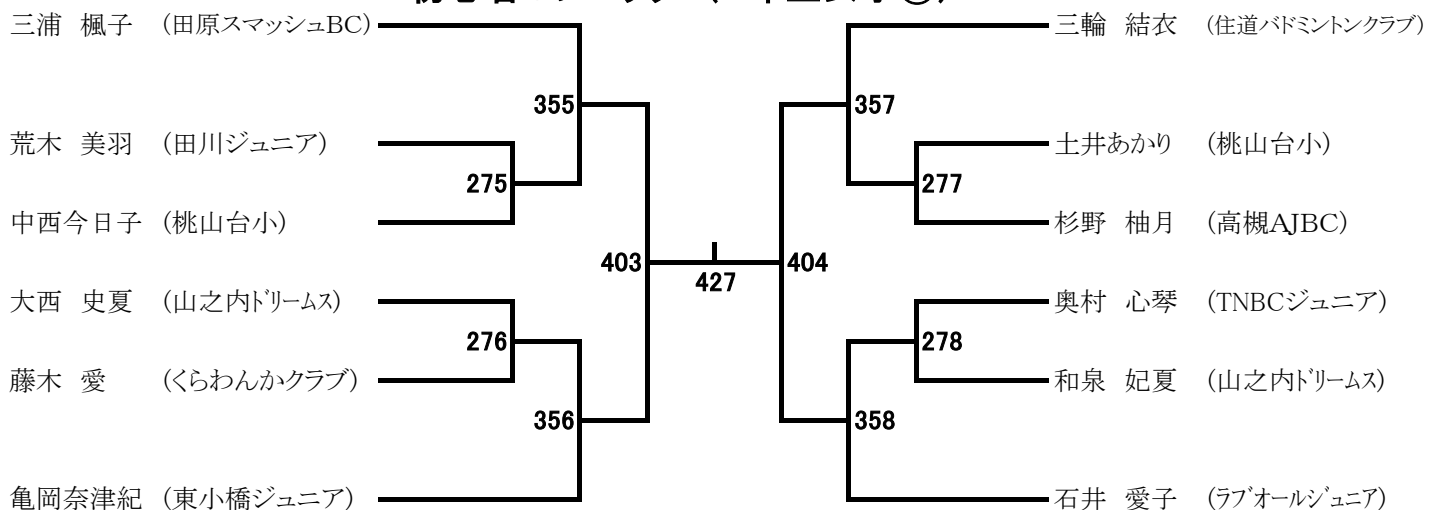 三浦 楓子 (田原スマッシュBC)
355
荒木 美羽 (田川ジュニア)
275
中西今日子 (桃山台小)
403
大西 史夏 (山之内ドリームス)
276
藤木 愛 (くらわんかクラブ)
356
亀岡奈津紀 (東小橋ジュニア)
427
三輪 結衣 (住道バドミントンクラブ)
357
土井あかり (桃山台小)
277
杉野 柚月 (高槻AJBC)
404
奥村 心琴 (TNBCジュニア)
278
和泉 妃夏 (山之内ドリームス)
358
石井 愛子 (ラブオールジュニア)